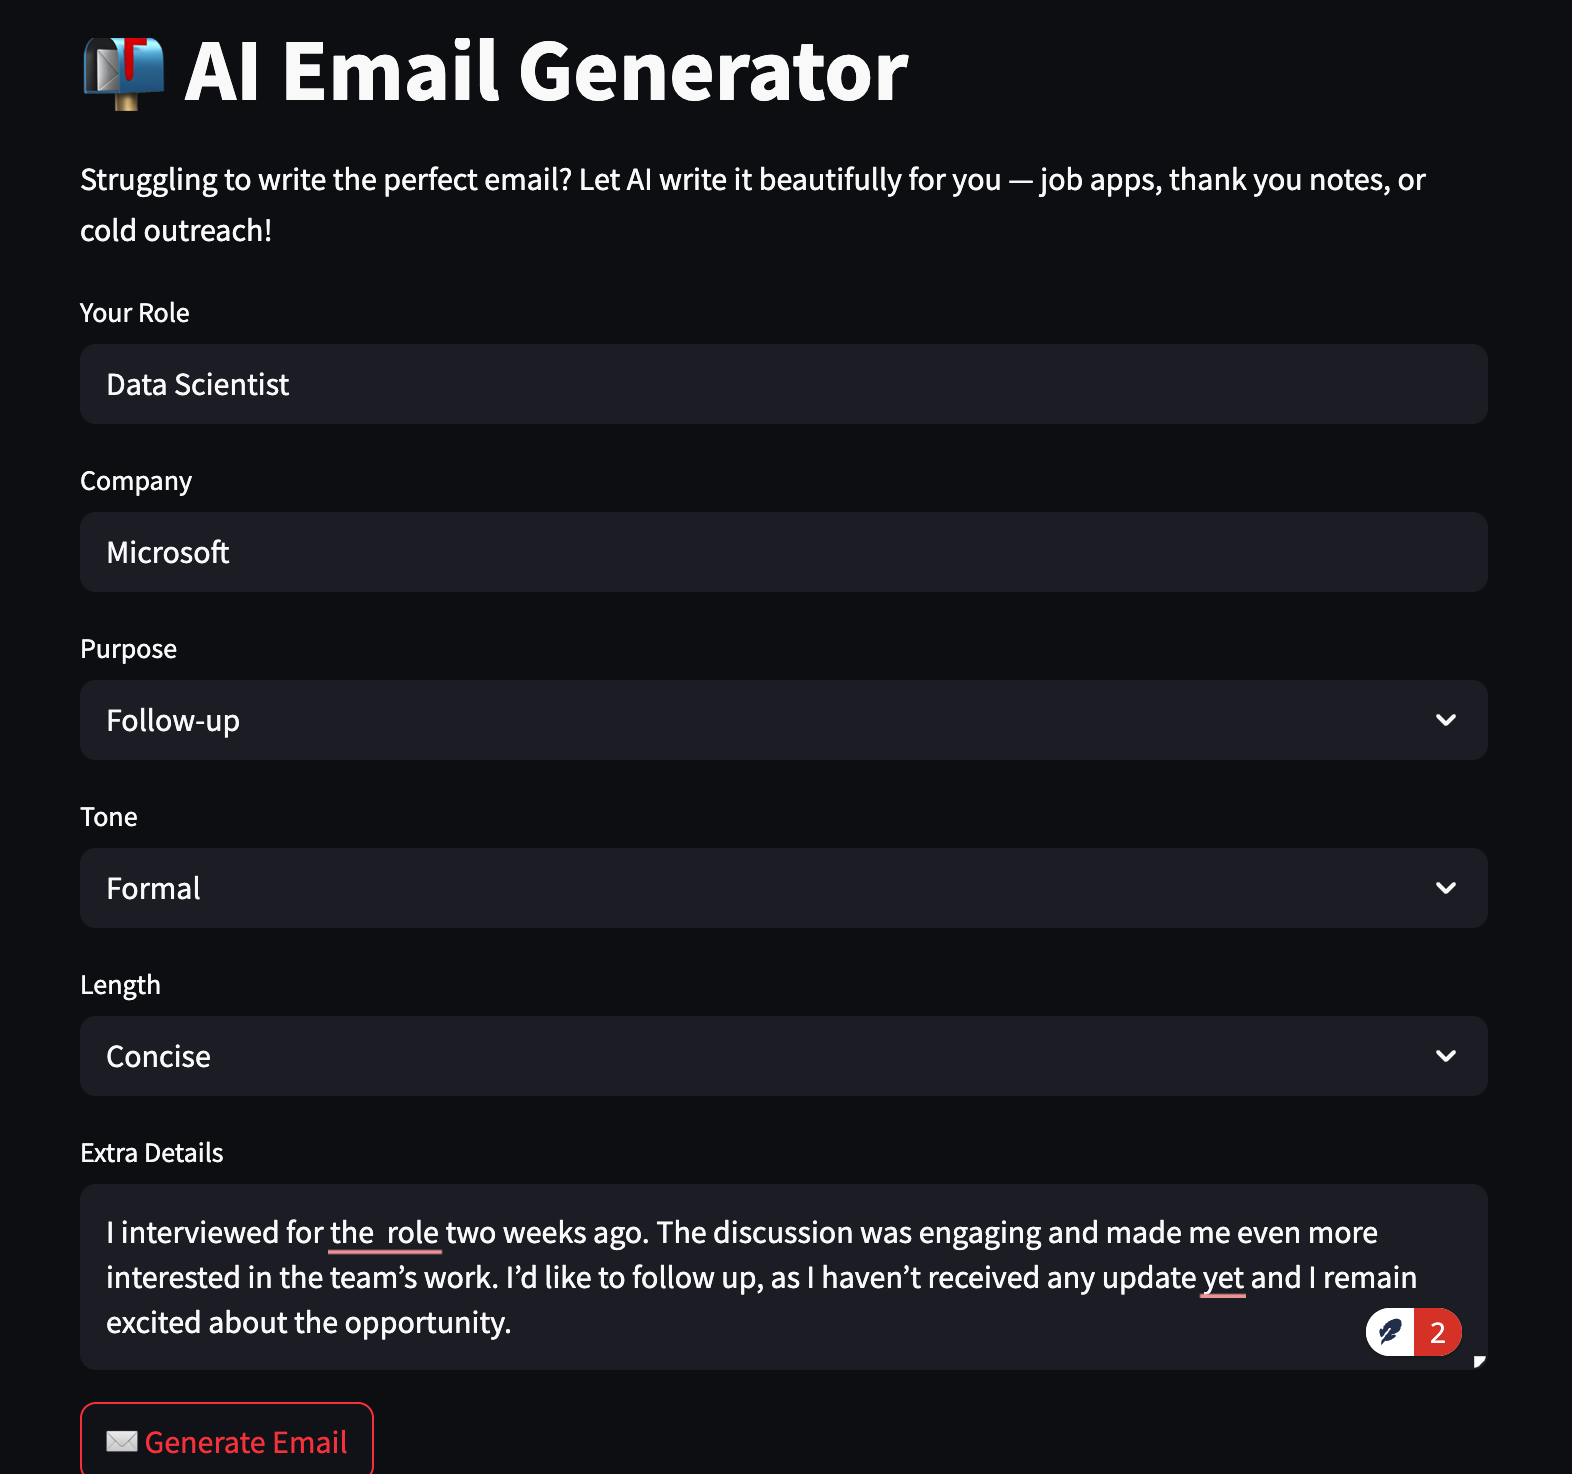 AI Email Generator
Struggling to write the perfect email? Let AI write it beautifully for you — job apps, thank you notes, or
cold outreach!
Your Role
Data Scientist
Company
Microsoft
Purpose
Follow-up
Tone
Formal
Length
Concise
Extra Details
I interviewed for the  role two weeks ago. The discussion was engaging and made me even more
interested in the team’s work. I’d like to follow up, as I haven’t received any update yet and I remain
excited about the opportunity.
2
Generate Email